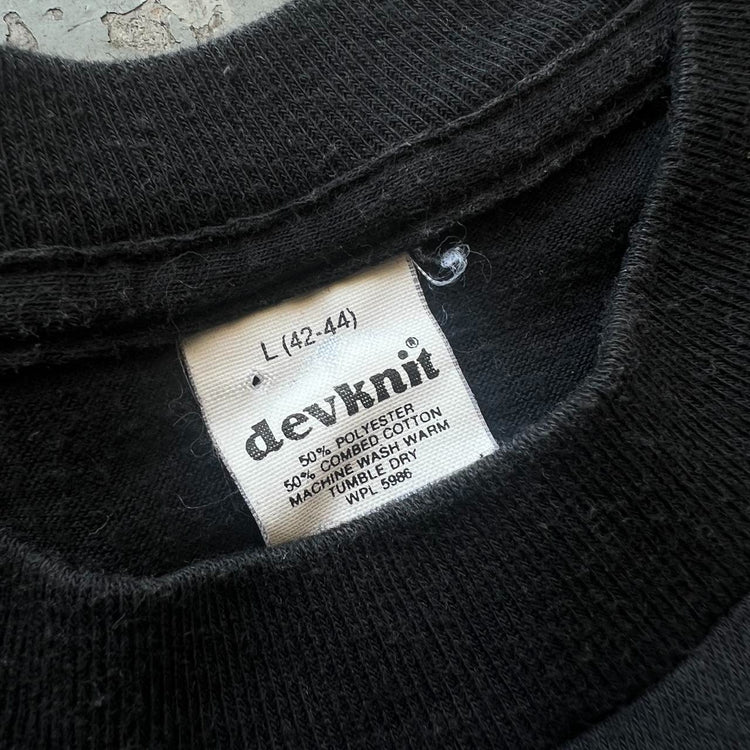 L (42-44)
devknit®
50% POLYESTER
50% COMBED COTTON
MACHINE WASH WARM
TUMBLE DRY
WPL 5986